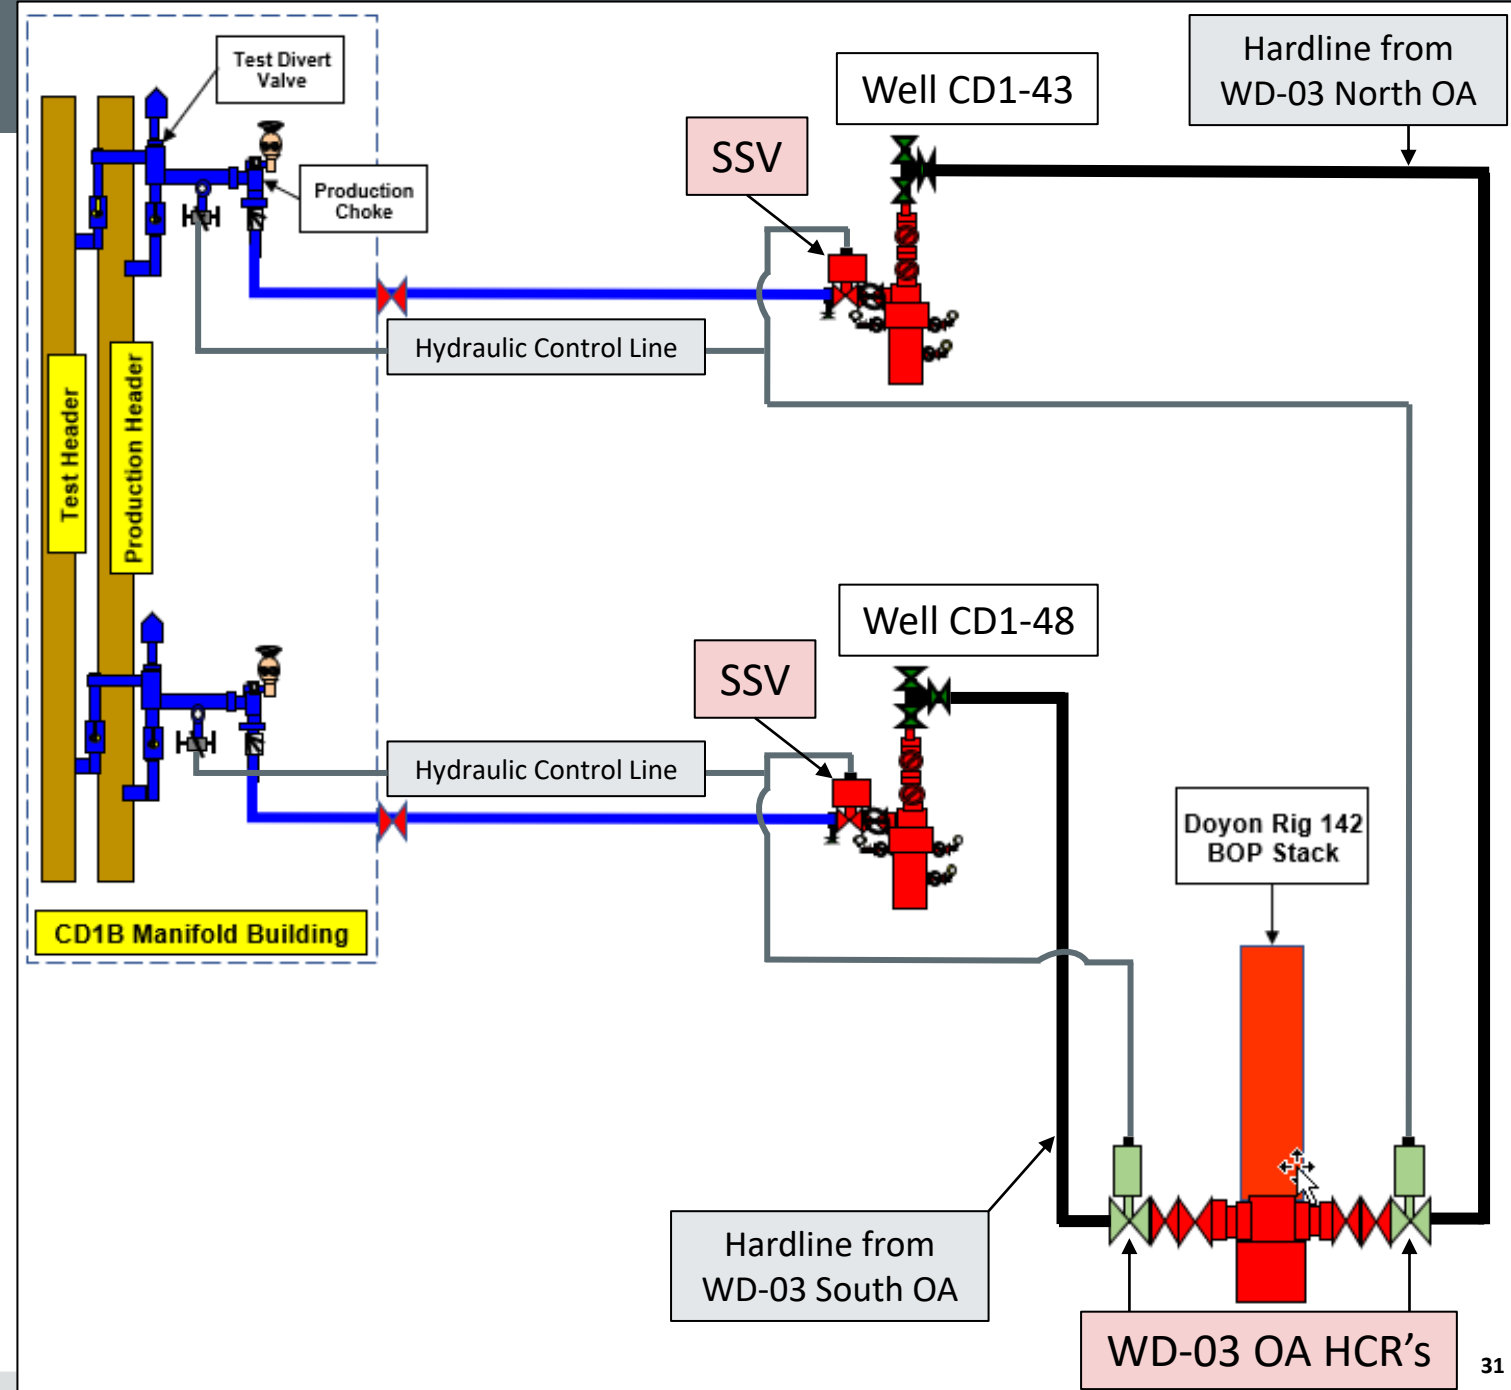 Test Divert
Valve
Well CD1-43
Hardline from
WD-03 North OA
SSV
Production
Choke
Hydraulic Control Line
Test Header
Production Header
Well CD1-48
SSV
Hydraulic Control Line
Doyon Rig 142
BOP Stack
CD1B Manifold Building
Hardline from
WD-03 South OA
WD-03 OA HCR’s
31